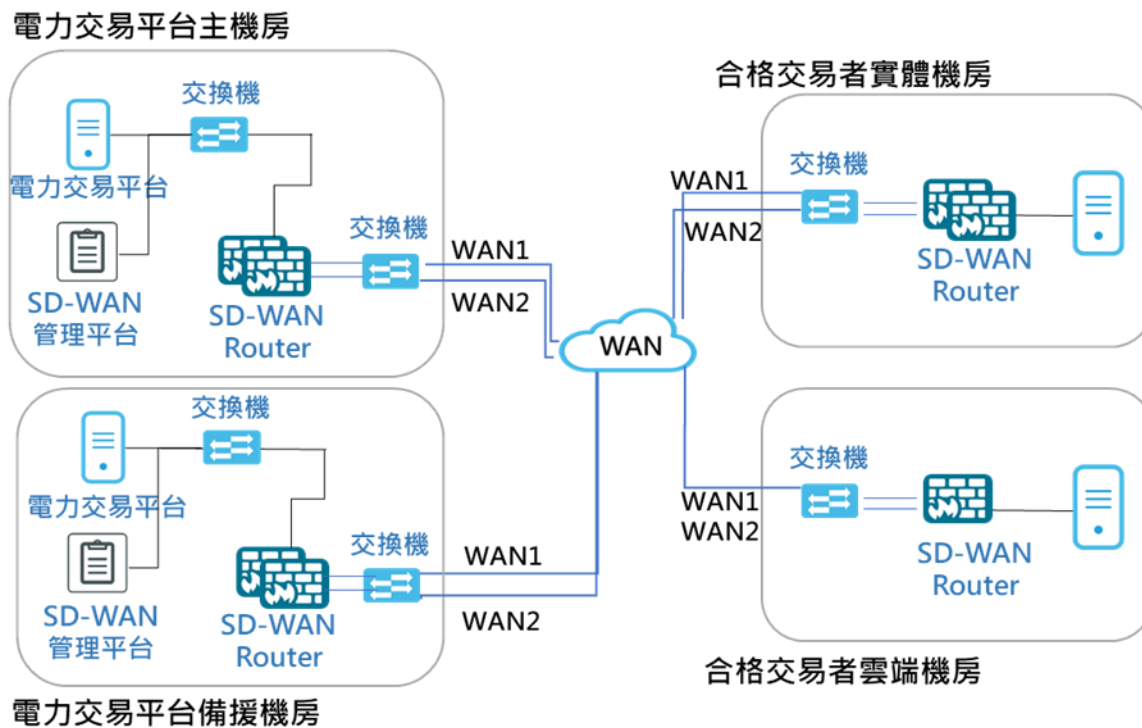 電力交易平台主機房
交換機
電力交易平台
SD-WAN
管理平台
SD-WAN
Router
交換機
WAN1
WAN2
電力交易平台備援機房
交換機
電力交易平台
SD-WAN
管理平台
SD-WAN
Router
交換機
WAN1
WAN2
WAN
合格交易者實體機房
WAN1
WAN2
交換機
SD-WAN
Router
WAN1
WAN2
交換機
SD-WAN
Router
合格交易者雲端機房